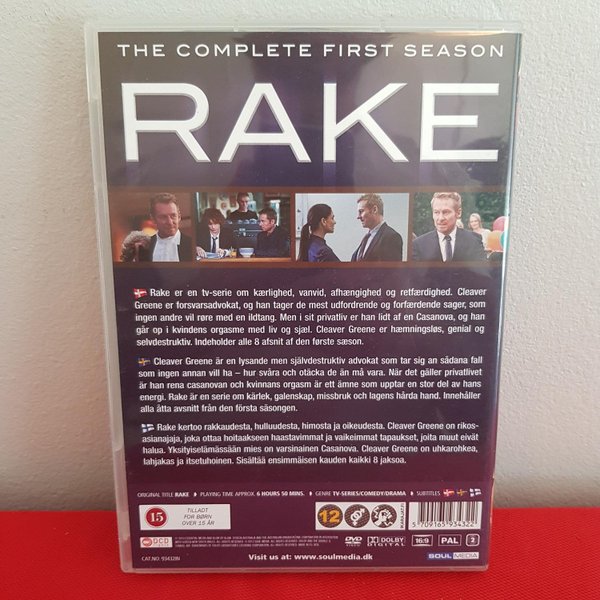 THE COMPLETE FIRST SEASON
RAKE
Rake er en tv-serie om kærlighed, vanvid, afhængighed og retfærdighed. Cleaver
Greene er forsvarsadvokat, og han tager de mest udfordrende og forfærdende sager, som
ingen andre vil røre med en ildtang. Men i sit privatliv er han lidt af en Casanova, og han
går op i kvindens orgasme med liv og sjæl. Cleaver Greene er hæmningsløs, genial og
selvdestruktiv. Indeholder alle 8 afsnit af den første sæson.
Cleaver Greene är en lysande men självdestruktiv advokat som tar sig an sådana fall
som ingen annan vill ha – hur svåra och otäcka de än må vara. När det gäller privatlivet
är han rena casanovan och kvinnans orgasm är ett ämne som upptar en stor del av hans
energi. Rake är en serie om kärlek, galenskap, missbruk och lagens hårda hand. Innehåller
alla åtta avsnitt från den första säsongen.
Rake kertoo rakkaudesta, hulluudesta, himosta ja oikeudesta. Cleaver Greene on rikos-
asianajaja, joka ottaa hoitaakseen haastavimmat ja vaikeimmat tapaukset, joita muut eivät
halua. Yksityiselämässään mies on varsinainen Casanova. Cleaver Greene on uhkarohkea,
lahjakas ja itsetuhoinen. Sisältää ensimmäisen kauden kaikki 8 jaksoa.
ORIGINAL TITLE RAKE PLAYING TIME APPROX. 6 HOURS 50 MINS. GENRE TV-SERIES/COMEDY/DRAMA SUBTITLES
15
TILLADT
FOR BØRN
OVER 15 ÅR
12
5 709165 934322
DVD
VIDEO
DOLBY
DIGITAL
16:9
PAL
2
Visit us at: www.soulmedia.dk
SOUL MEDIA
CAT.NO 934328N